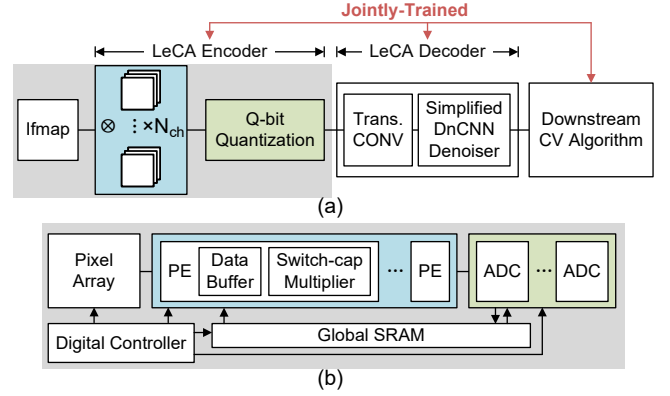 Jointly-Trained
LeCA Encoder
LeCA Decoder
Ifmap
⊗ ⋮ ×N_ch
Q-bit
Quantization
Trans.
CONV
Simplified
DnCNN
Denoiser
Downstream
CV Algorithm
(a)
Pixel
Array
PE
Data
Buffer
Switch-cap
Multiplier
...
PE
ADC
...
ADC
Digital Controller
Global SRAM
(b)